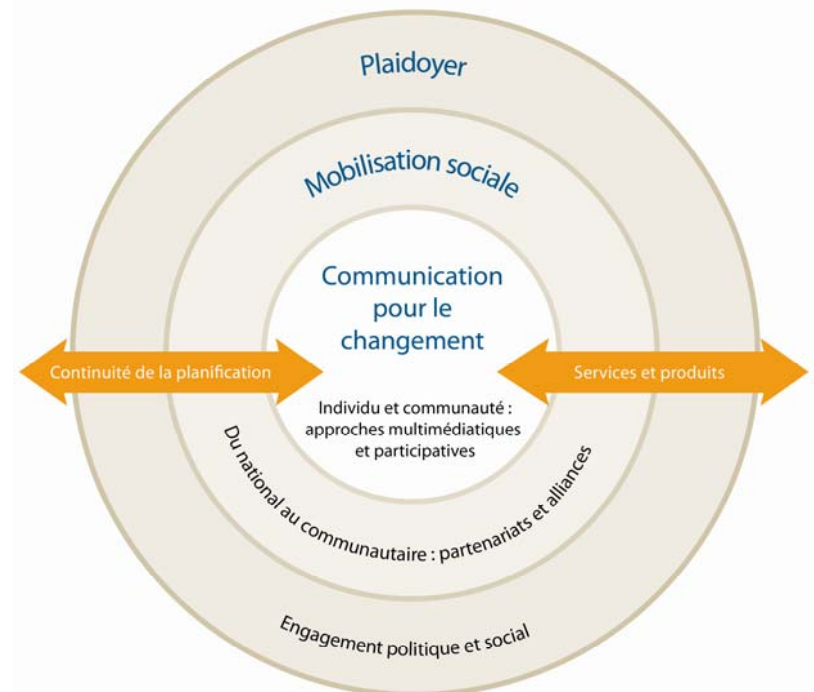 Plaidoyer
Mobilisation sociale
Communication
pour le
changement
Continuité de la planification
Services et produits
Individu et communauté :
approches multimédiatiques
et participatives
Du national au communautaire : partenariats et alliances
Engagement politique et social